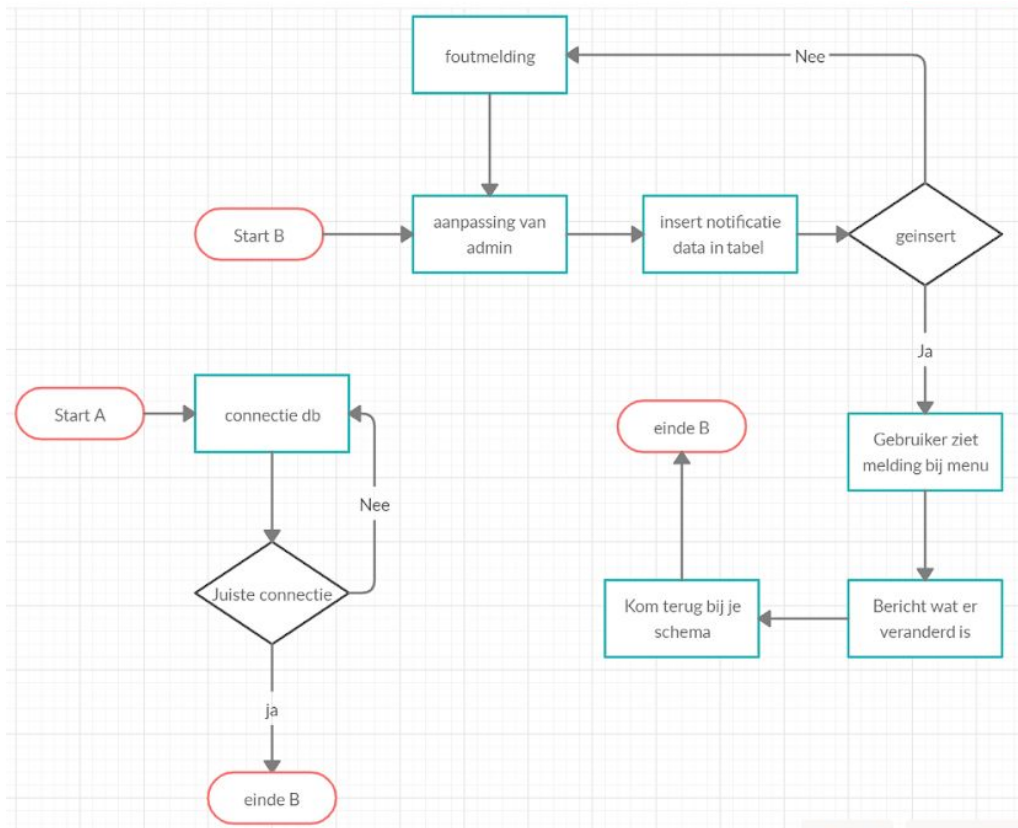 foutmelding
Nee
Start B
aanpassing van
admin
insert notificatie
data in tabel
geinsert
Ja
Start A
connectie db
Nee
Juiste connectie
ja
einde B
einde B
Gebruiker ziet
melding bij menu
Kom terug bij je
schema
Bericht wat er
veranderd is